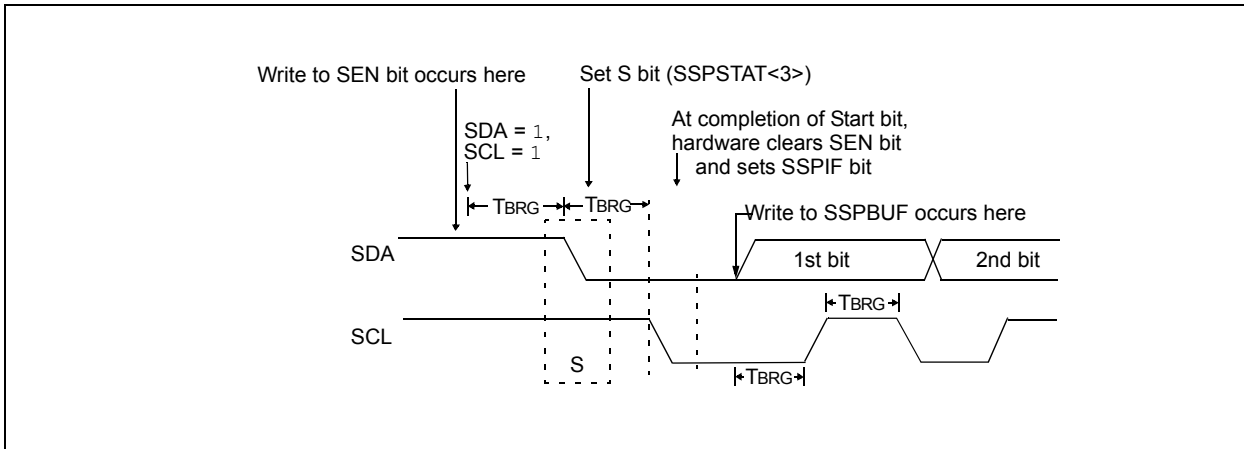 Write to SEN bit occurs here
Set S bit (SSPSTAT<3>)
SDA = 1,
SCL = 1
At completion of Start bit,
hardware clears SEN bit
and sets SSPIF bit
TBRG
TBRG
Write to SSPBUF occurs here
SDA
1st bit
2nd bit
TBRG
SCL
S
TBRG